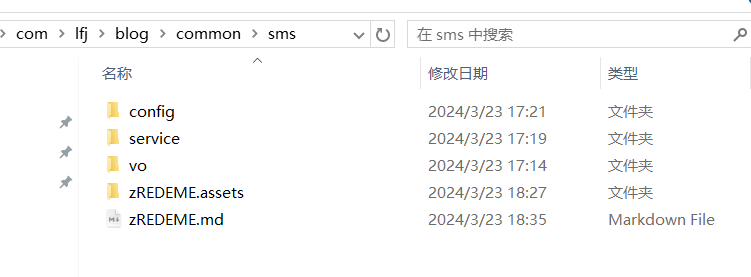 com > lfj > blog > common > sms
在 sms 中搜索
名称 修改日期 类型
config 2024/3/23 17:21 文件夹
service 2024/3/23 17:19 文件夹
vo 2024/3/23 17:14 文件夹
zREDEME.assets 2024/3/23 18:27 文件夹
zREDEME.md 2024/3/23 18:35 Markdown File